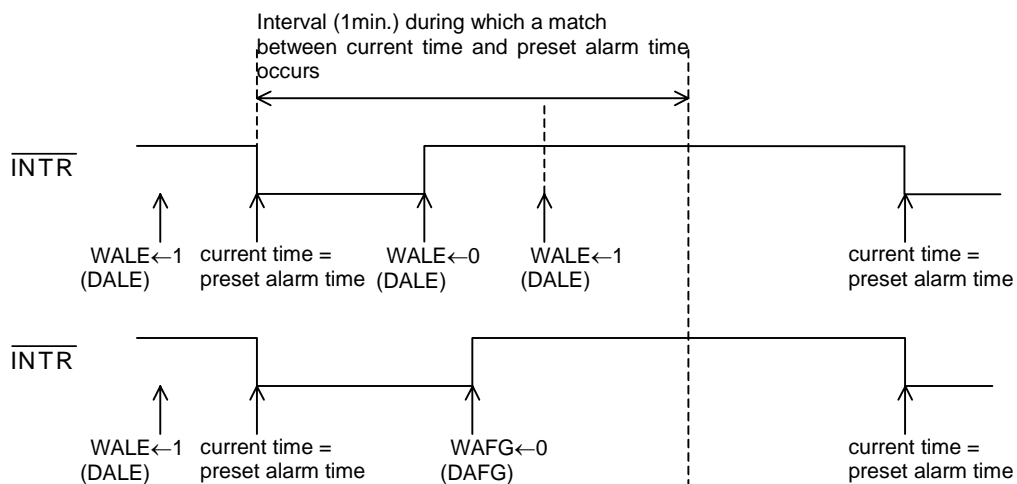 Interval (1min.) during which a match
between current time and preset alarm time
occurs
INTR
WALE←1 current time = WALE←0 WALE←1 current time =
(DALE) preset alarm time (DALE) (DALE) preset alarm time
INTR
WALE←1 current time = WAFG←0 current time =
(DALE) preset alarm time (DAFG) preset alarm time